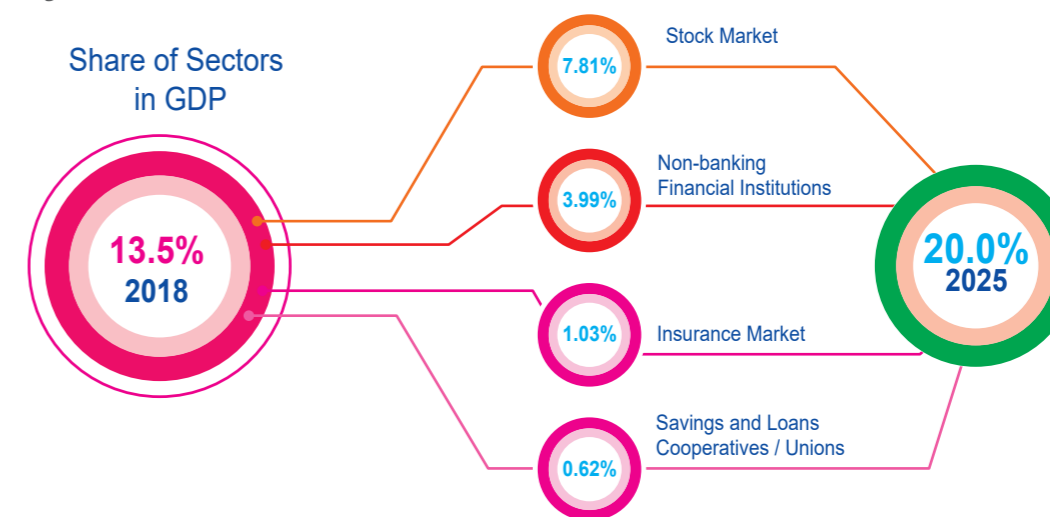 Share of Sectors
in GDP
13.5%
2018
7.81%
Stock Market
3.99%
Non-banking
Financial Institutions
1.03%
Insurance Market
0.62%
Savings and Loans
Cooperatives / Unions
20.0%
2025